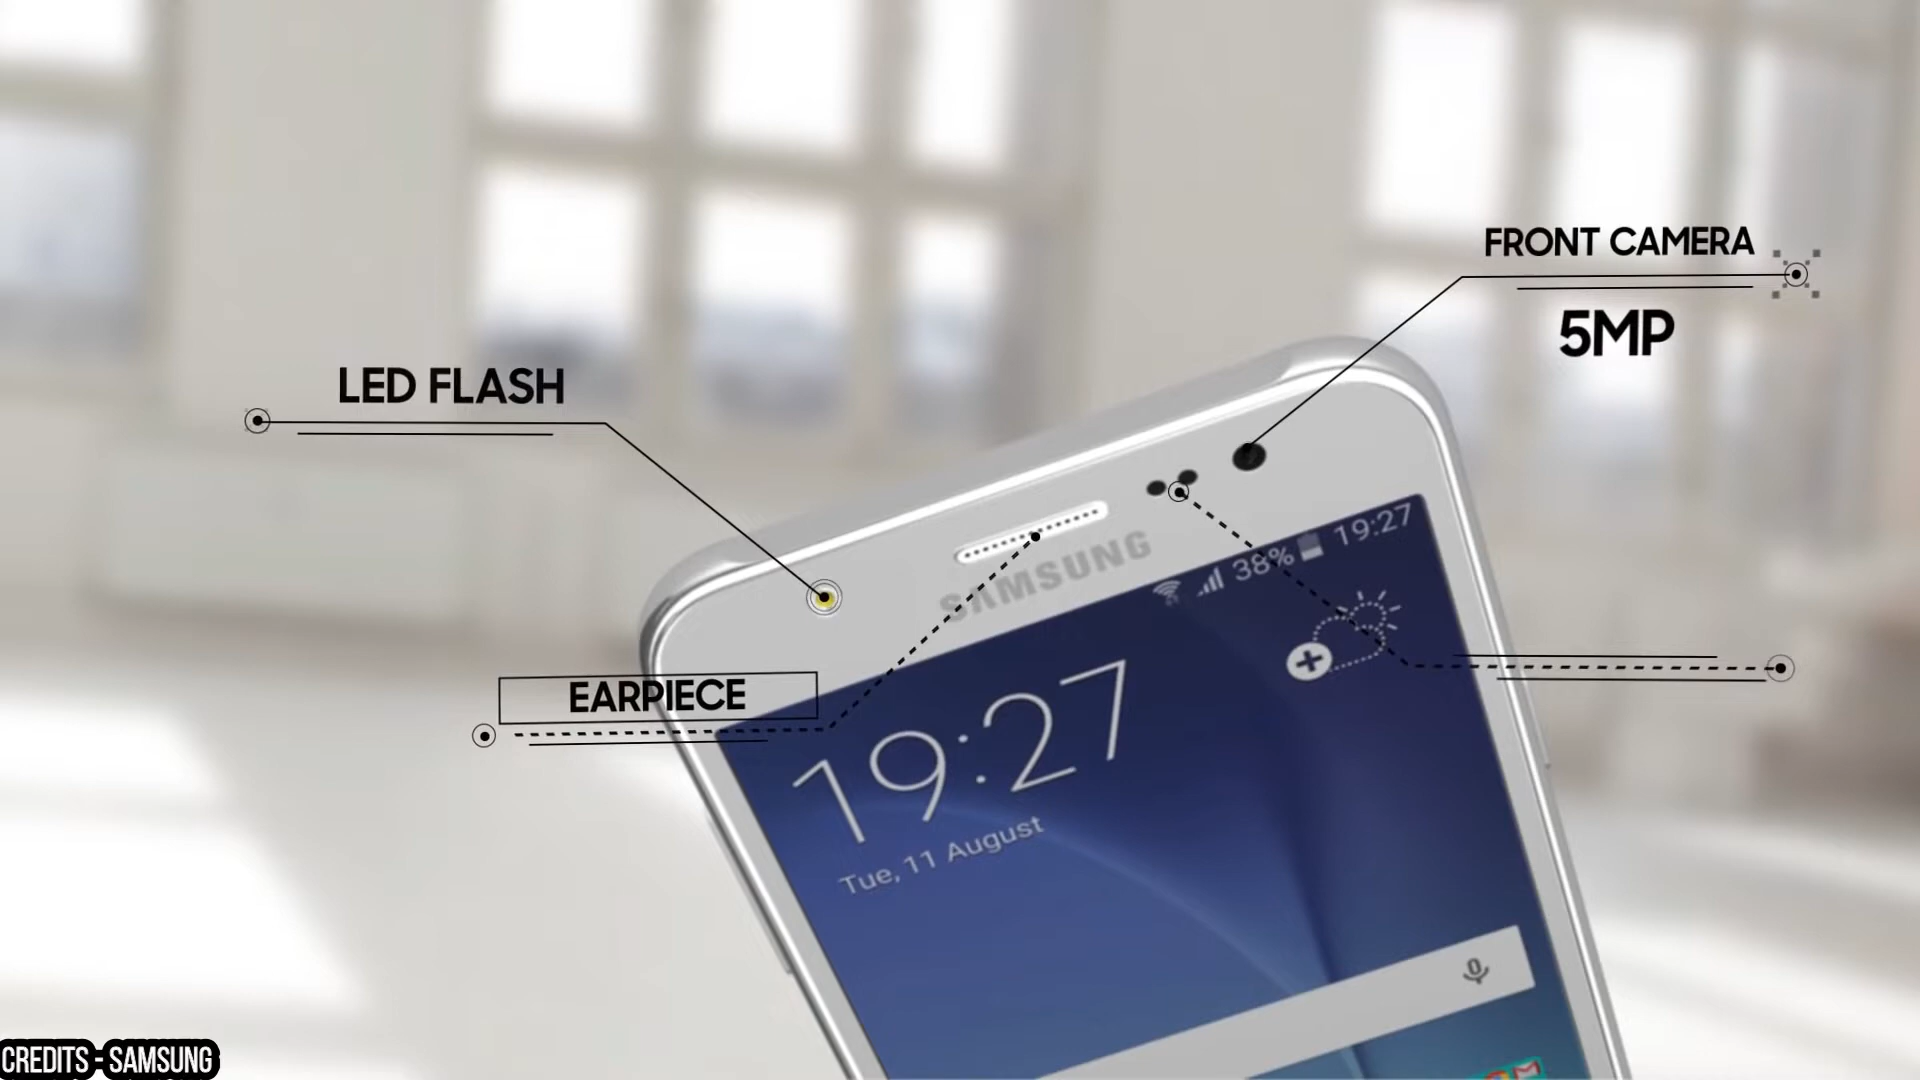 FRONT CAMERA
5MP
LED FLASH
SAMSUNG
38% 19:27
EARPIECE
19:27
Tue, 11 August
CREDITS - SAMSUNG